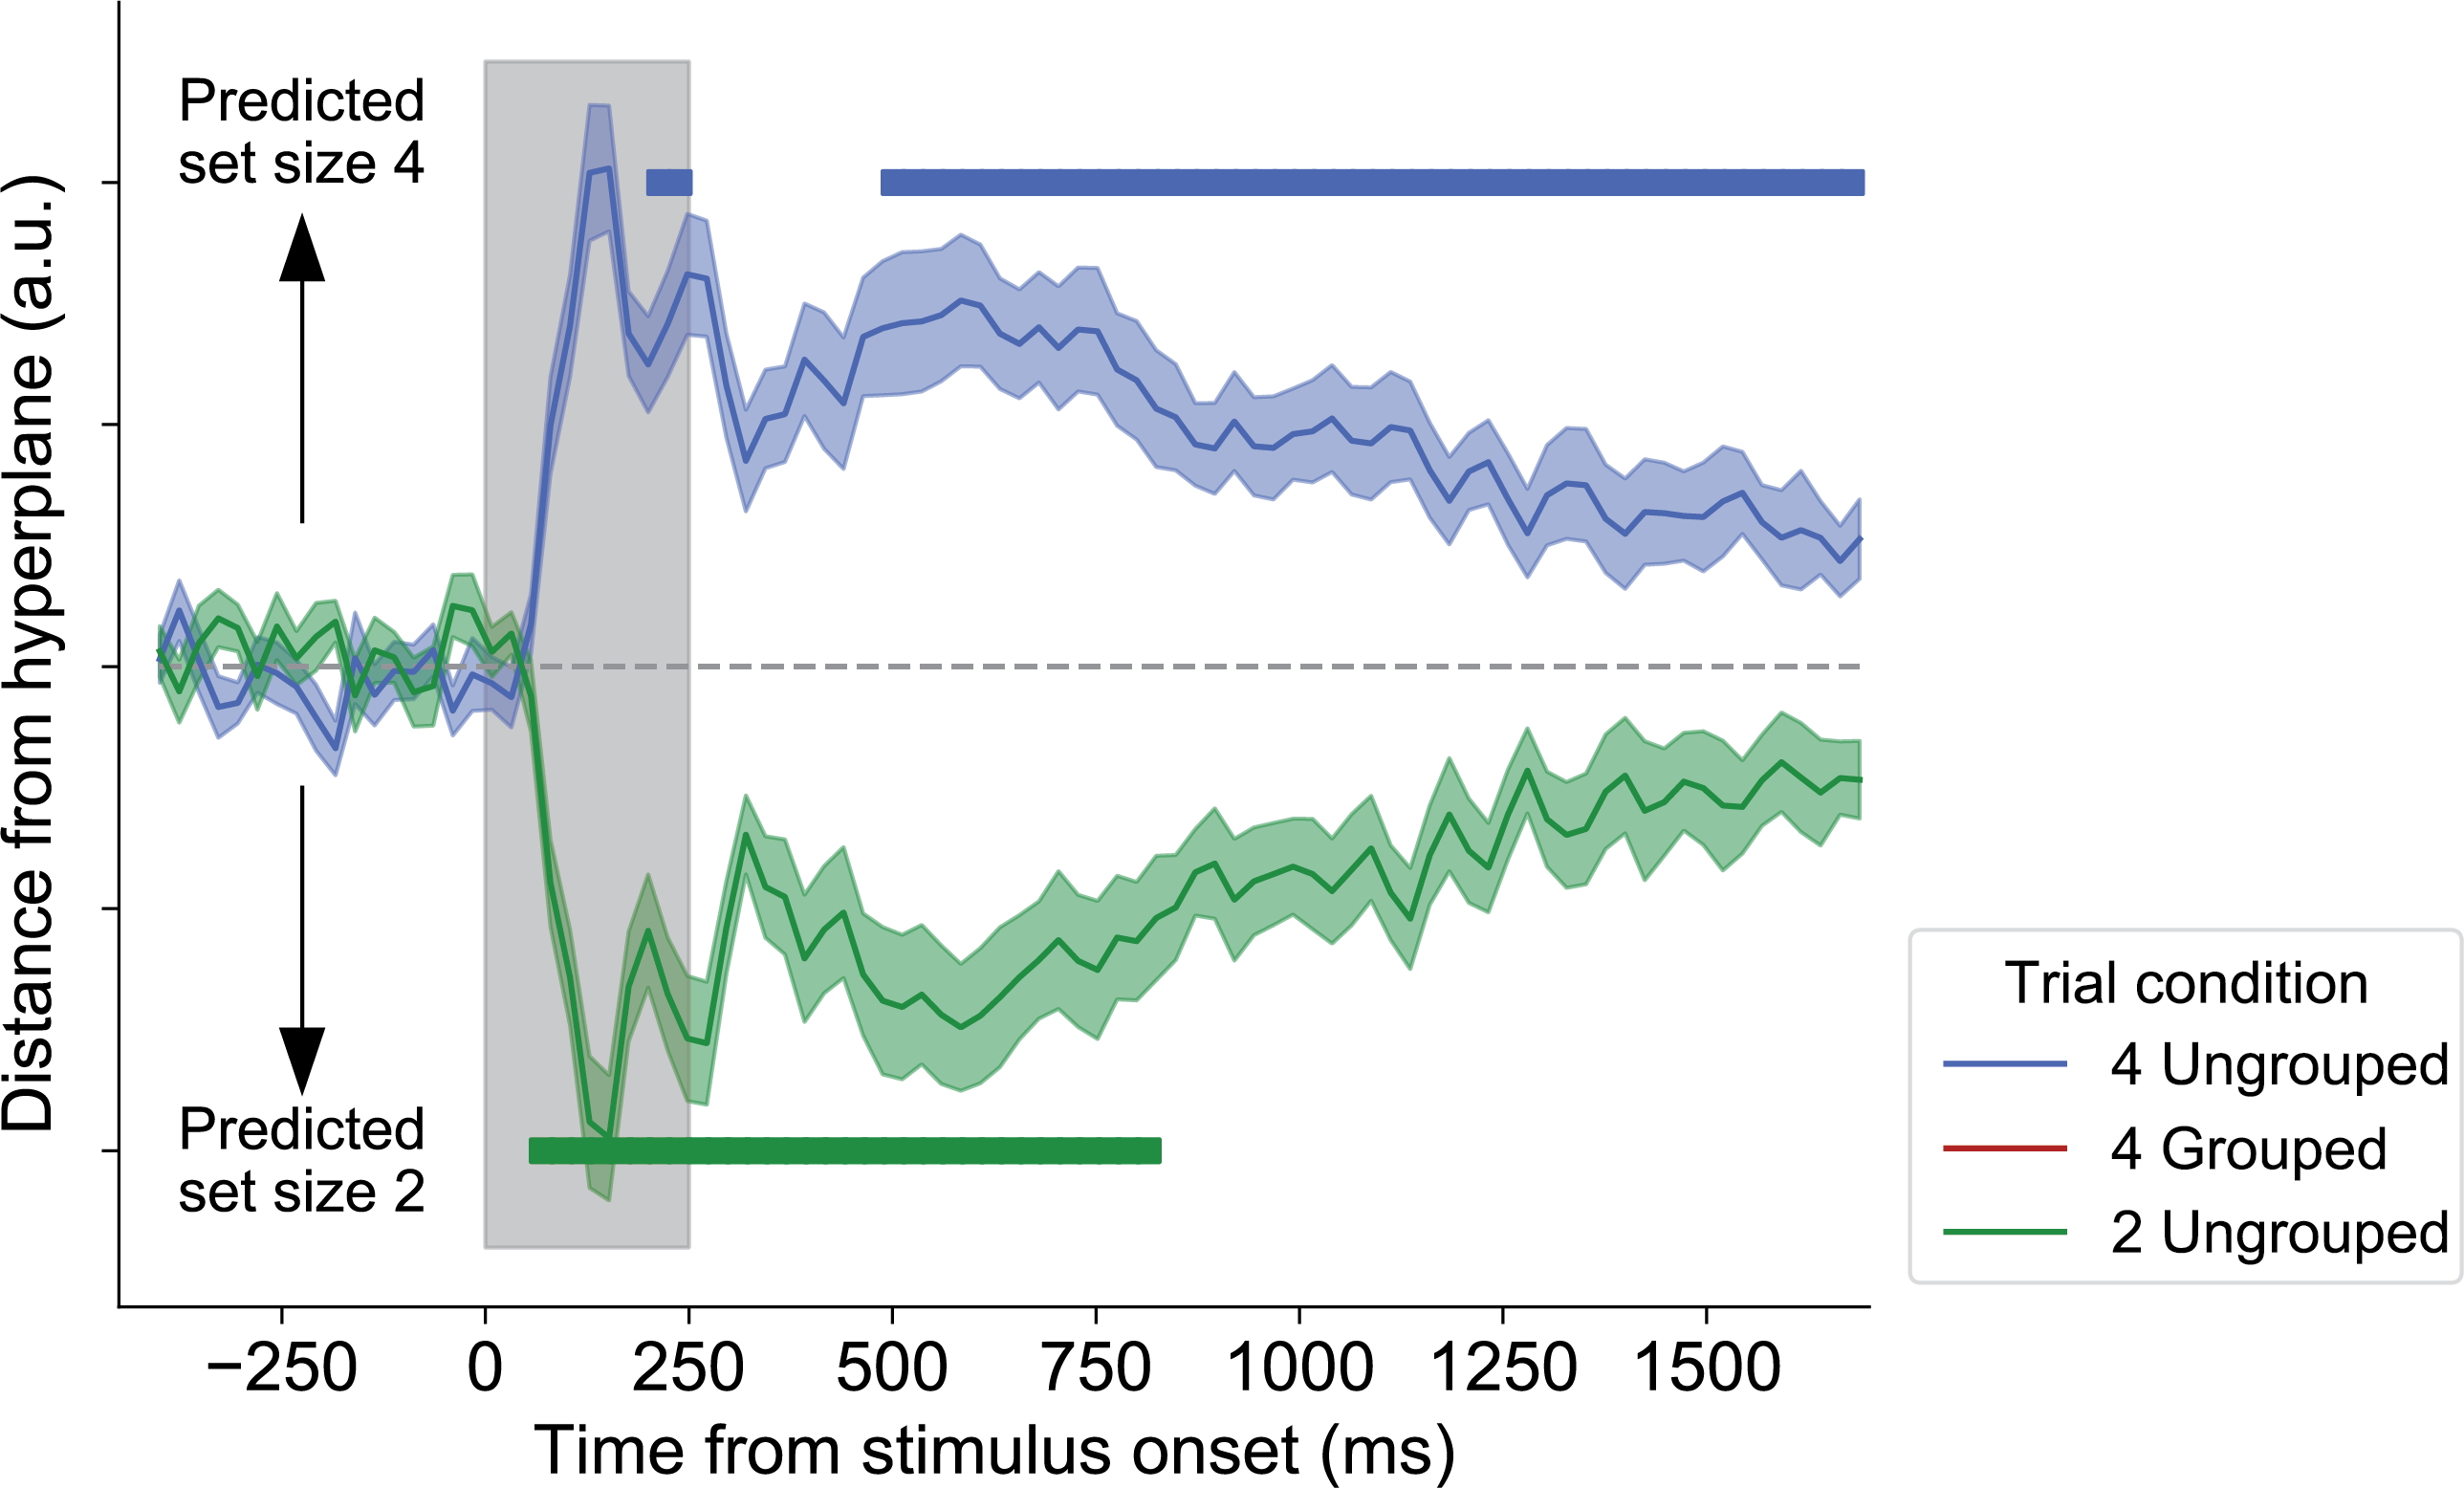 Distance from hyperplane (a.u.)
Predicted
set size 4
Predicted
set size 2
−250 0 250 500 750 1000 1250 1500
Time from stimulus onset (ms)
Trial condition
4 Ungrouped
4 Grouped
2 Ungrouped